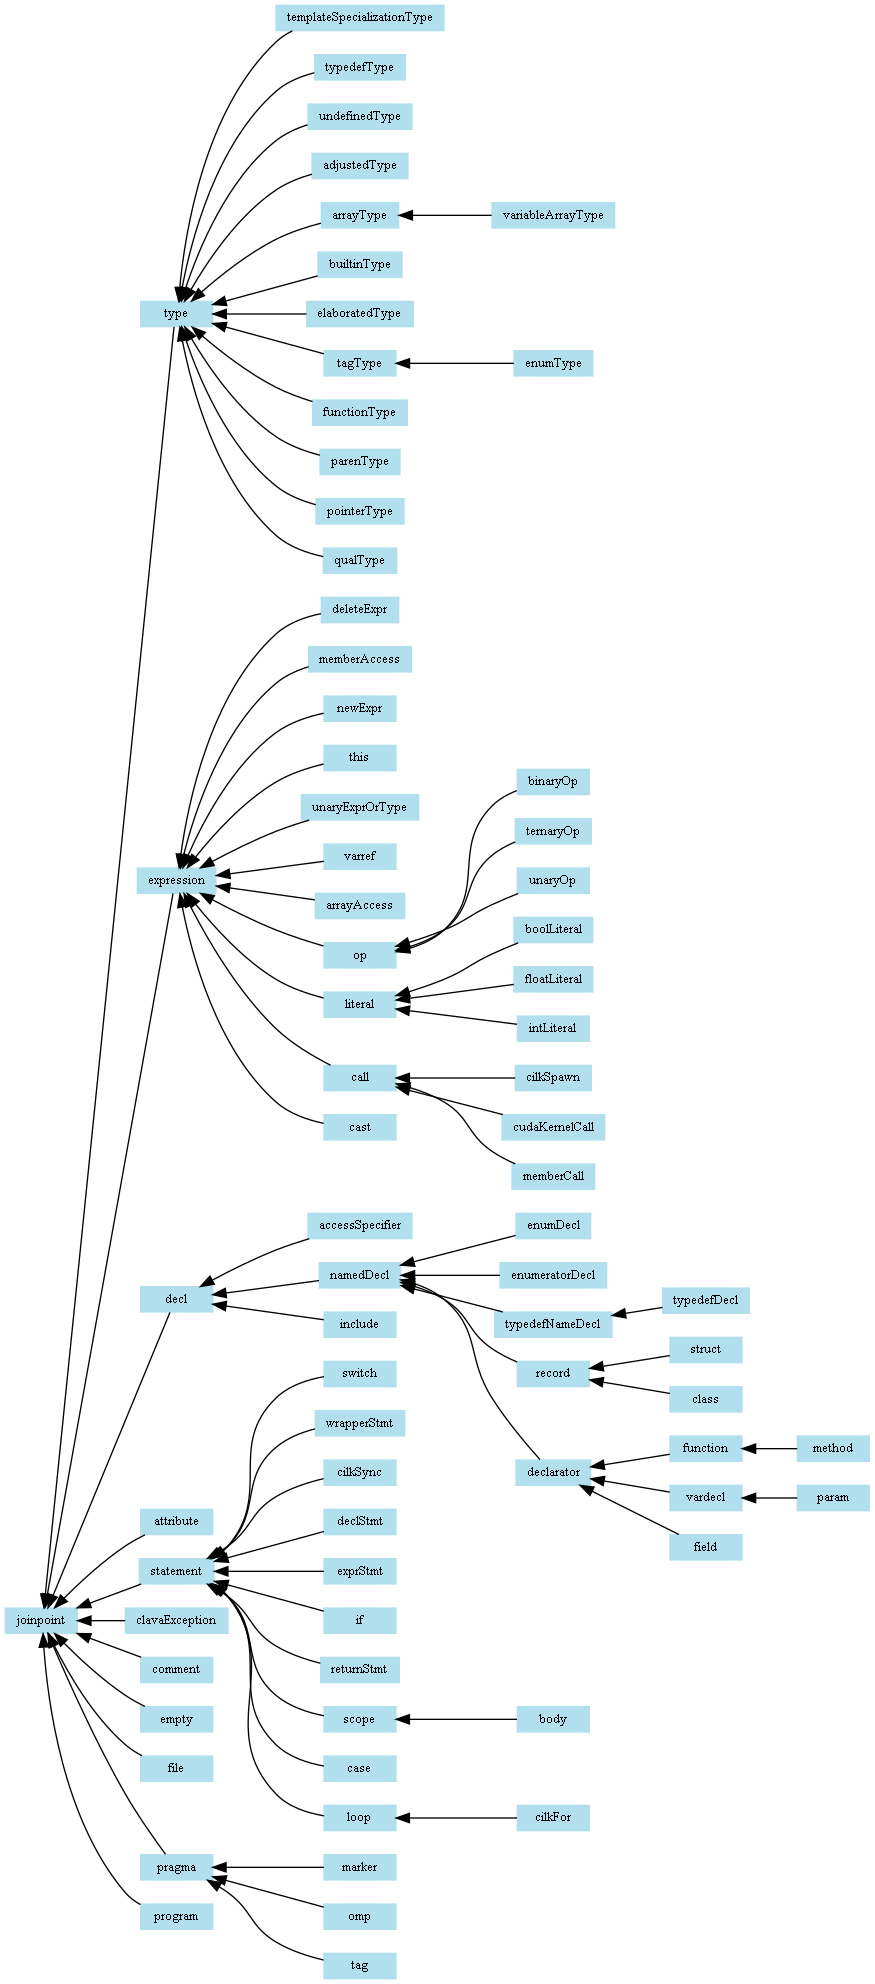 templateSpecializationType
typedefType
undefinedType
adjustedType
arrayType
variableArrayType
builtinType
type
elaboratedType
tagType
enumType
functionType
parenType
pointerType
qualType
deleteExpr
memberAccess
newExpr
this
binaryOp
unaryExprOrType
ternaryOp
varref
expression
unaryOp
arrayAccess
boolLiteral
op
floatLiteral
literal
intLiteral
call
cilkSpawn
cast
cudaKernelCall
memberCall
accessSpecifier
enumDecl
namedDecl
enumeratorDecl
decl
typedefDecl
include
typedefNameDecl
struct
switch
record
class
wrapperStmt
function
method
cilkSync
declarator
vardecl
param
attribute
declStmt
field
statement
exprStmt
joinpoint
clavaException
if
comment
returnStmt
empty
scope
body
file
case
loop
cilkFor
pragma
marker
program
omp
tag